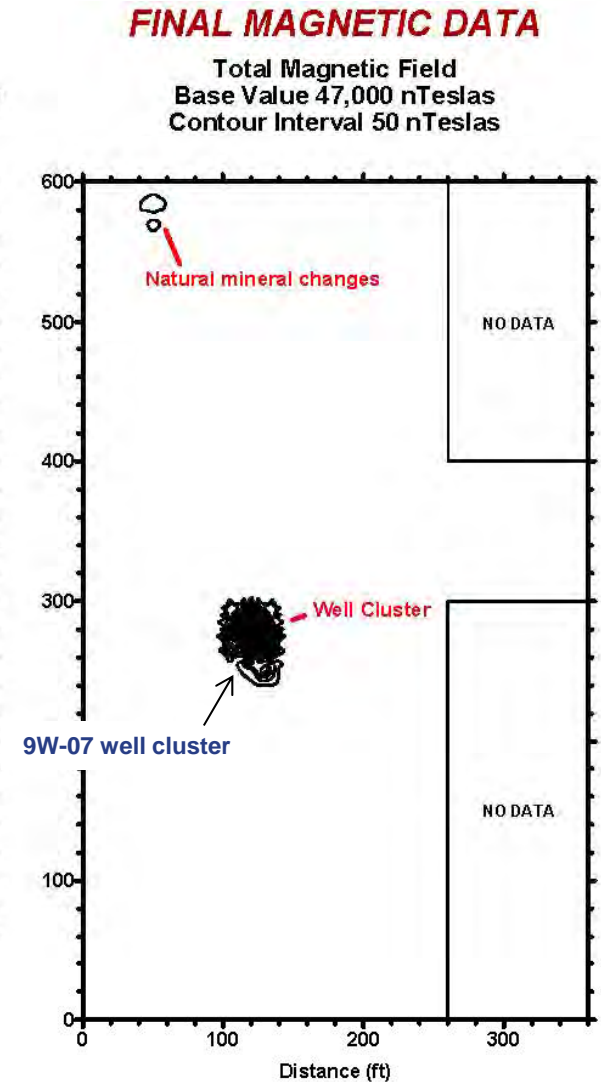 FINAL MAGNETIC DATA
Total Magnetic Field
Base Value 47,000 nTeslas
Contour Interval 50 nTeslas
600
Natural mineral changes
500
NO DATA
400
300
Well Cluster
9W-07 well cluster
NO DATA
100
0
0 100 200 300
Distance (ft)